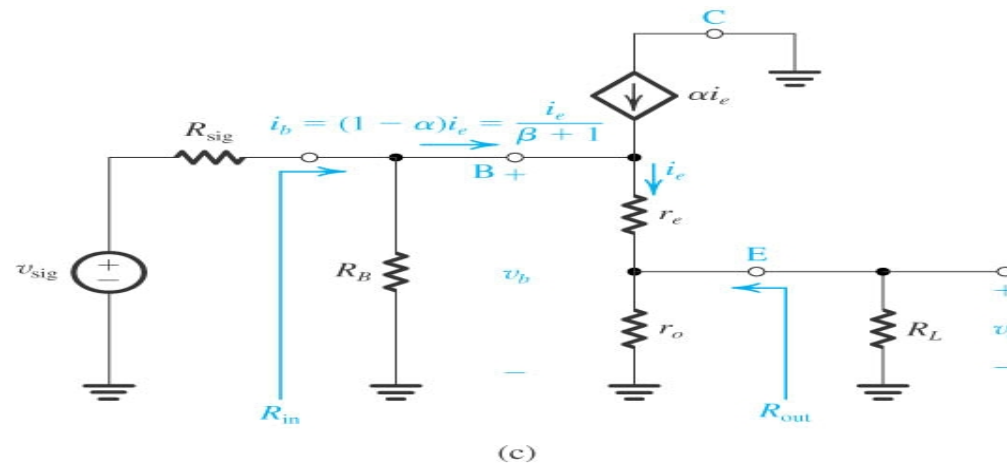 C
αi_e
R_sig
i_b = (1 − α)i_e = i_e / (β + 1)
B +
i_e
r_e
v_sig
+
−
R_B
v_b
E
r_o
R_L
+
v
−
−
R_in
R_out
(c)